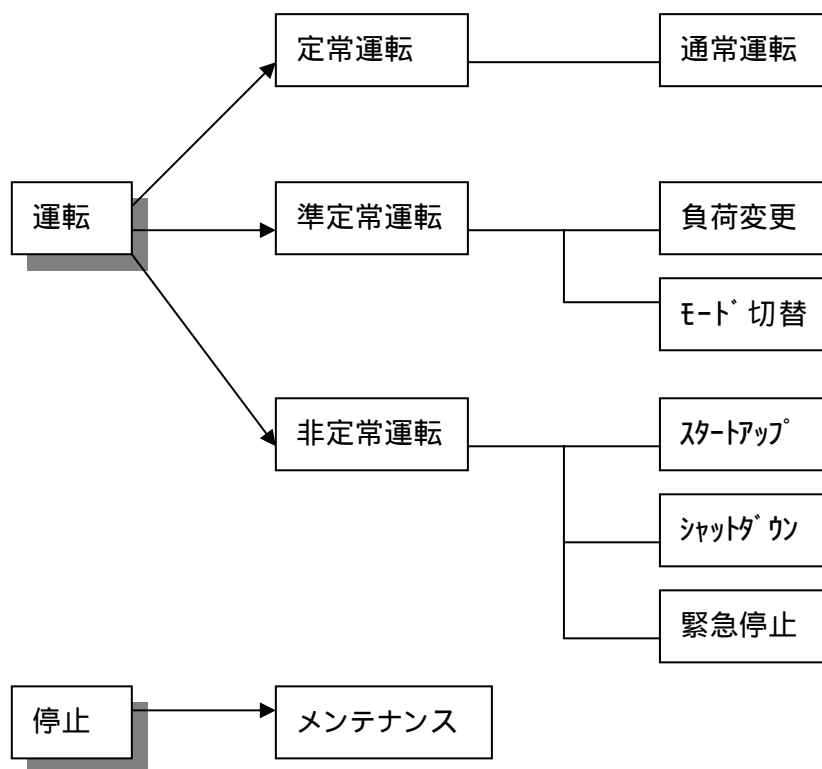 定常運転
通常運転
運転
準定常運転
負荷変更
ﾓｰﾄﾞ切替
非定常運転
ｽﾀｰﾄｱｯﾌﾟ
ｼｬｯﾄﾀﾞｳﾝ
緊急停止
停止
メンテナンス